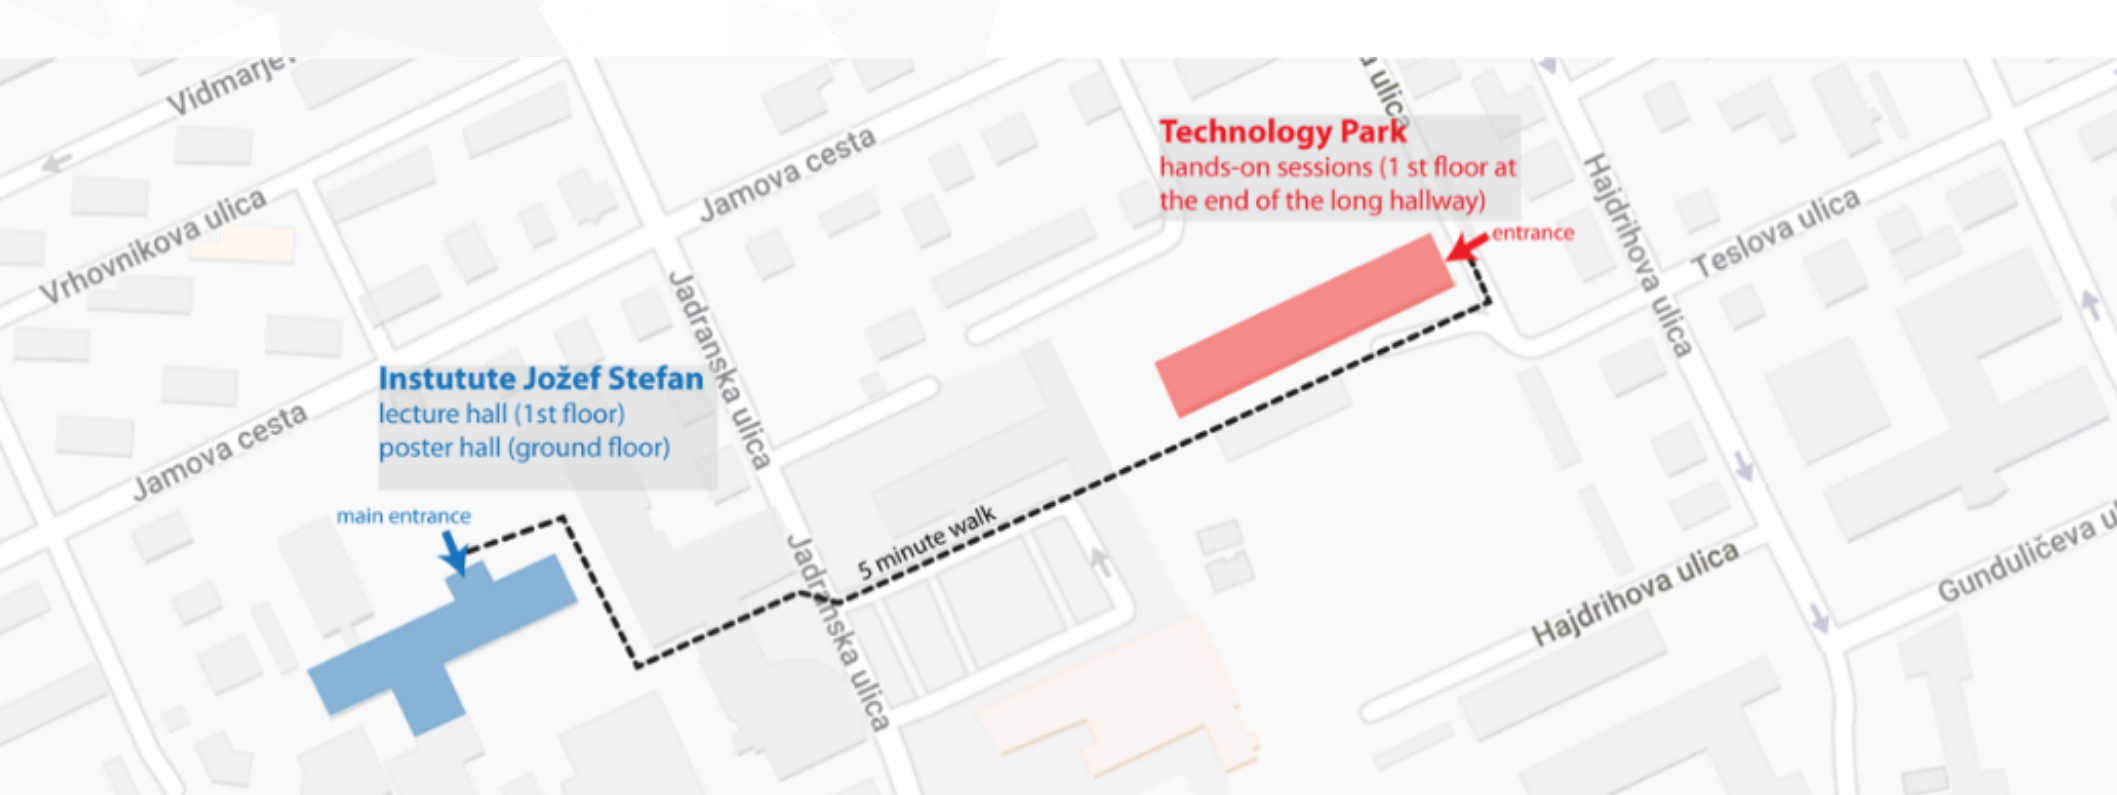 Vidmarje
Vrhovnikova ulica
Jamova cesta
Jamova cesta
Jadranska ulica
Jadranska ulica
ulica
Technology Park
hands-on sessions (1 st floor at
the end of the long hallway)
entrance
Hajdrihova ulica
Teslova ulica
Instutute Jožef Stefan
lecture hall (1st floor)
poster hall (ground floor)
main entrance
5 minute walk
Hajdrihova ulica
Gunduličeva u